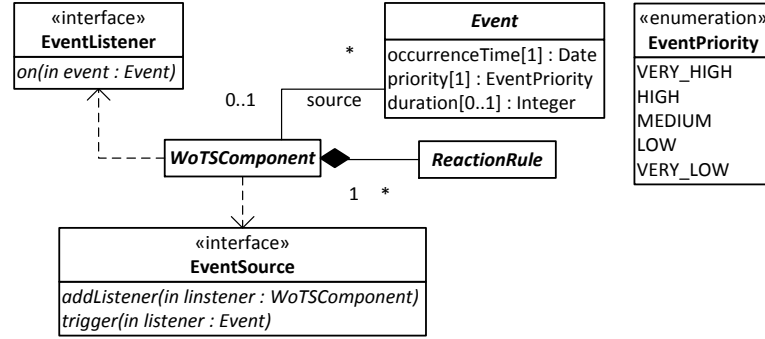 «interface»
EventListener
on(in event : Event)
Event
occurrenceTime[1] : Date
priority[1] : EventPriority
duration[0..1] : Integer
«enumeration»
EventPriority
VERY_HIGH
HIGH
MEDIUM
LOW
VERY_LOW
*
0..1
source
WoTSComponent
ReactionRule
1
*
«interface»
EventSource
addListener(in linstener : WoTSComponent)
trigger(in listener : Event)